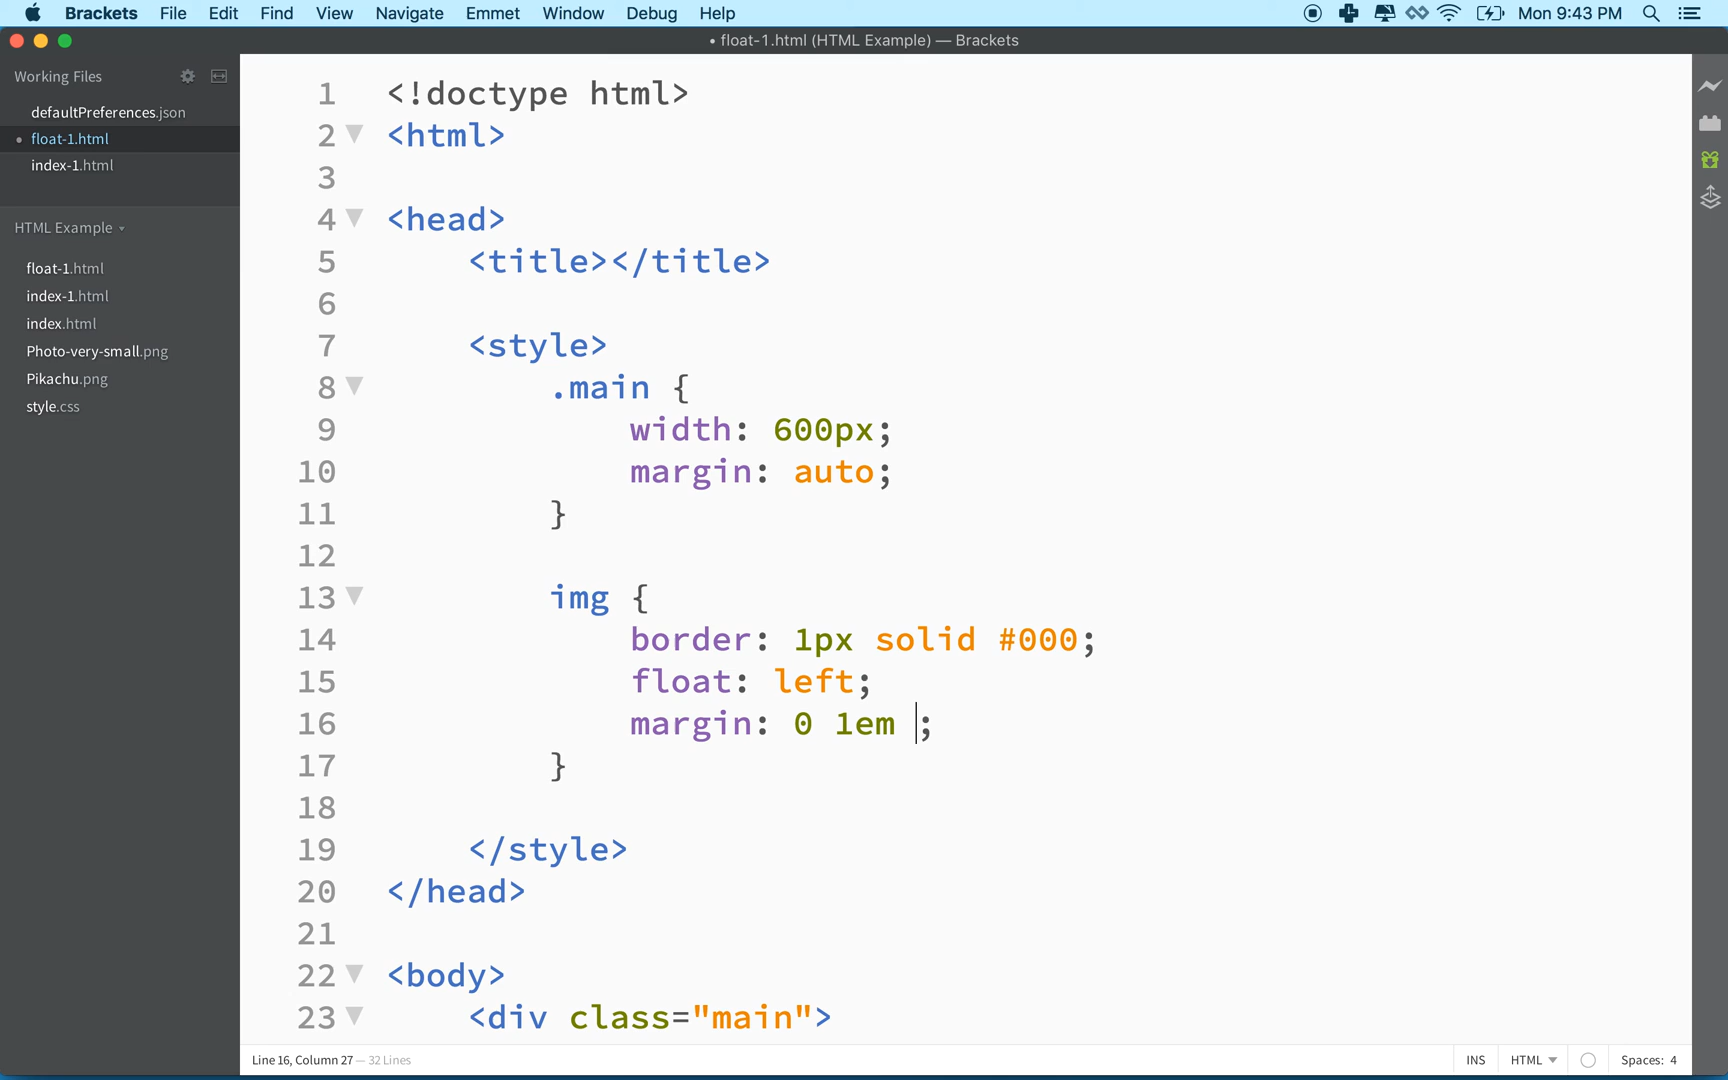 Brackets File Edit Find View Navigate Emmet Window Debug Help Mon 9:43 PM
• float-1.html (HTML Example) — Brackets
Working Files
defaultPreferences.json
• float-1.html
index-1.html
HTML Example
float-1.html
index-1.html
index.html
Photo-very-small.png
Pikachu.png
style.css
1 <!doctype html>
2 <html>
3
4 <head>
5 <title></title>
6
7 <style>
8 .main {
9 width: 600px;
10 margin: auto;
11 }
12
13 img {
14 border: 1px solid #000;
15 float: left;
16 margin: 0 1em ;
17 }
18
19 </style>
20 </head>
21
22 <body>
23 <div class="main">
Line 16, Column 27 — 32 Lines INS HTML Spaces: 4